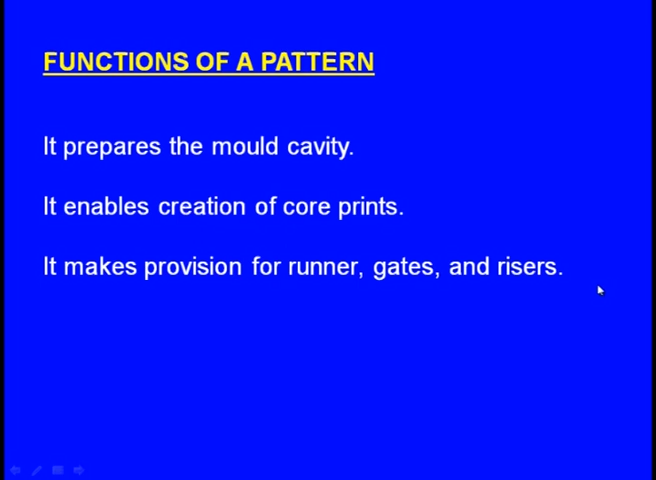 FUNCTIONS OF A PATTERN
It prepares the mould cavity.
It enables creation of core prints.
It makes provision for runner, gates, and risers.